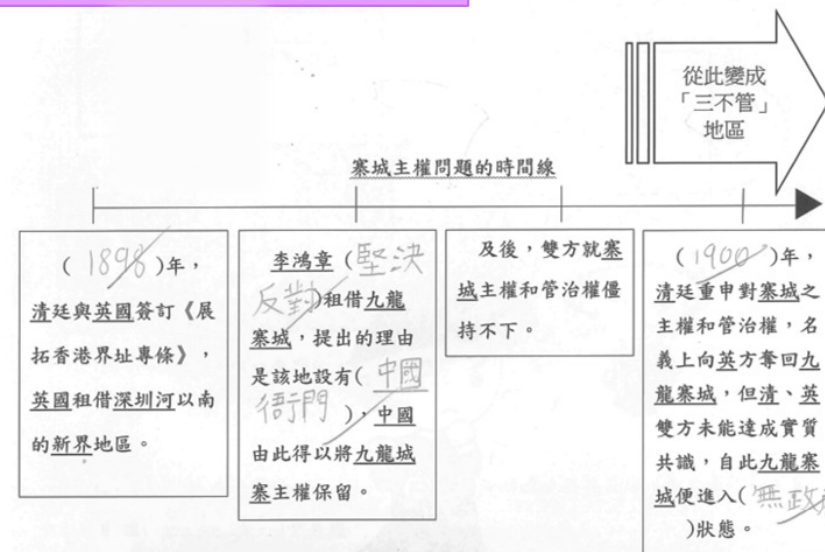 從此變成
「三不管」
地區
寨城主權問題的時間線
( 1898 )年，
清廷與英國簽訂《展
拓香港界址專條》，
英國租借深圳河以南
的新界地區。
李鴻章（堅決
反對）租借九龍
寨城，提出的理由
是該地設有( 中國
衙門 )，中國
由此得以將九龍城
寨主權保留。
及後，雙方就寨
城主權和管治權僵
持不下。
( 1900 )年，
清廷重申對寨城之
主權和管治權，名
義上向英方奪回九
龍寨城，但清、英
雙方未能達成實質
共識，自此九龍寨
城便進入( 無政
)狀態。